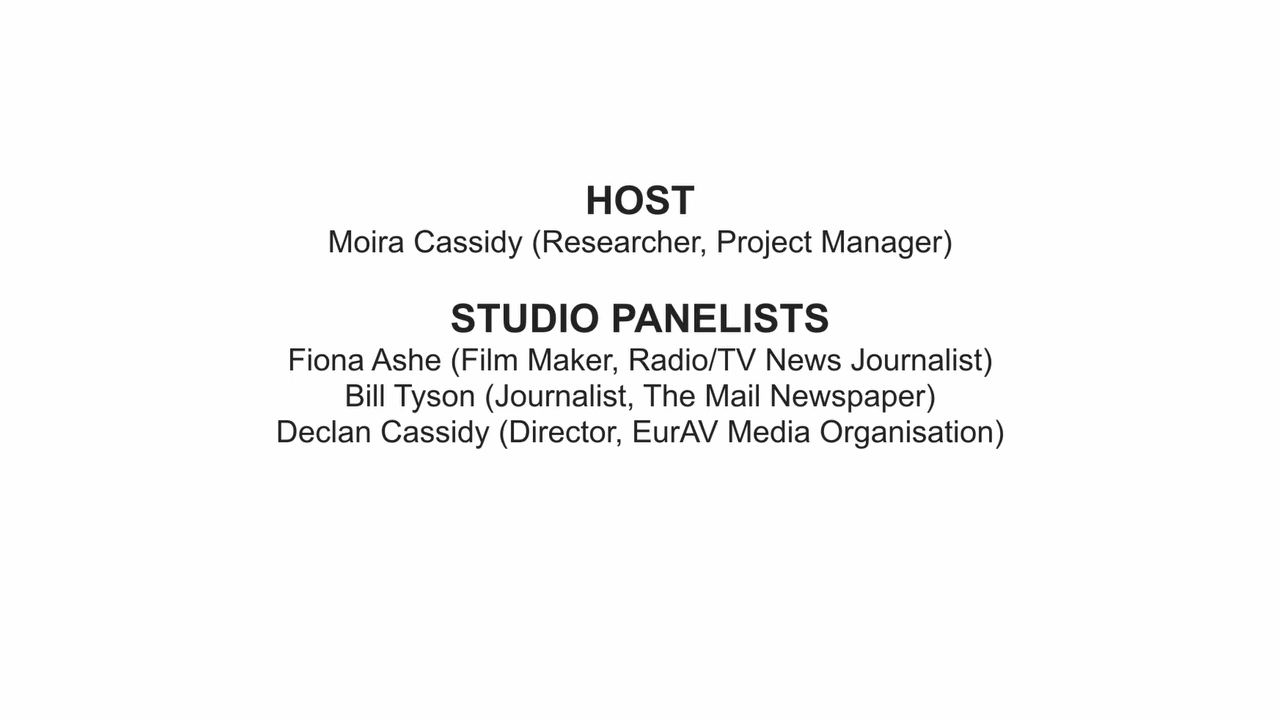 HOST
Moira Cassidy (Researcher, Project Manager)
STUDIO PANELISTS
Fiona Ashe (Film Maker, Radio/TV News Journalist)
Bill Tyson (Journalist, The Mail Newspaper)
Declan Cassidy (Director, EurAV Media Organisation)